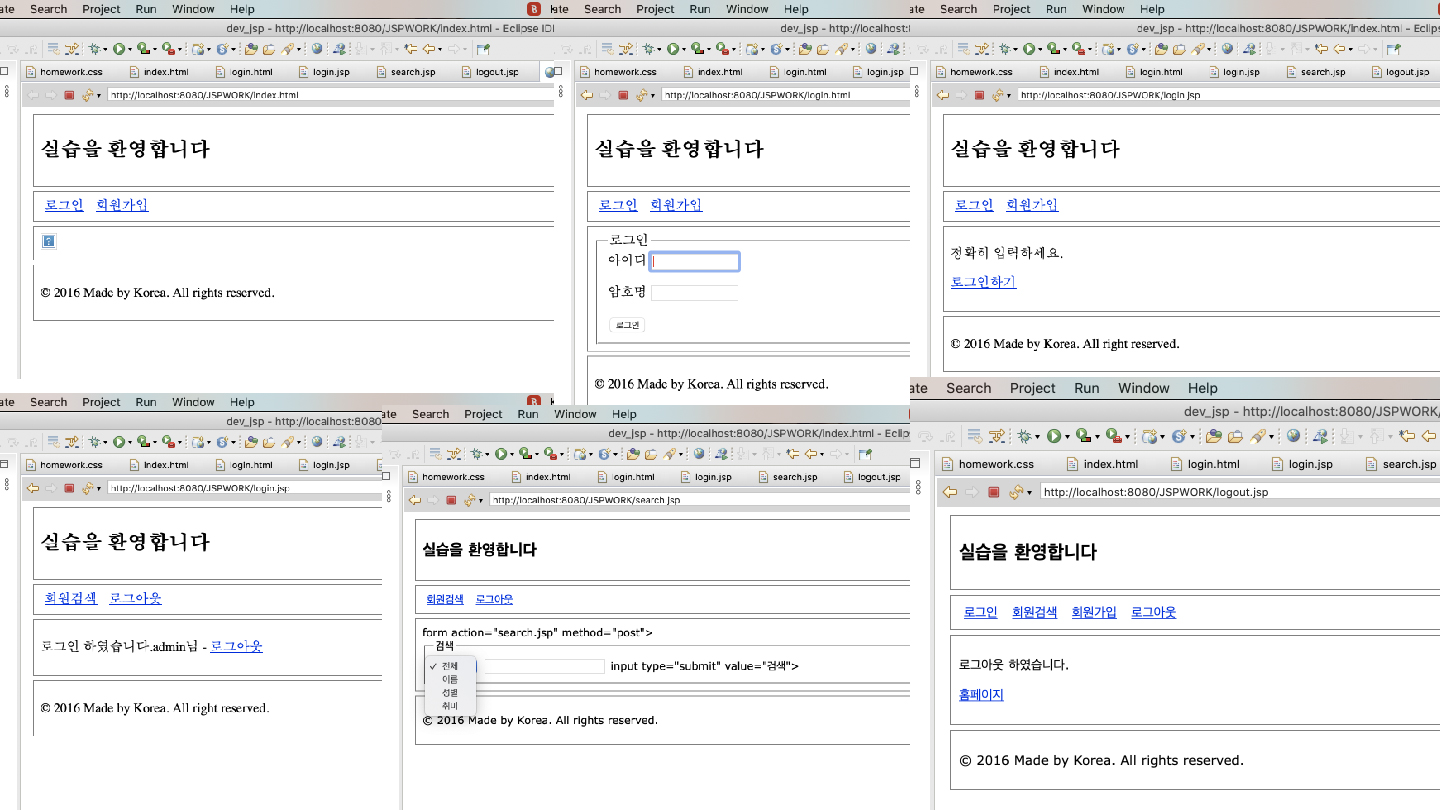 ate Search Project Run Window Help
dev_jsp - http://localhost:8080/JSPWORK/index.html - Eclipse IDE
homework.css index.html login.html login.jsp search.jsp logout.jsp
http://localhost:8080/JSPWORK/index.html
실습을 환영합니다
로그인 회원가입
© 2016 Made by Korea. All rights reserved.
ate Search Project Run Window Help
dev_jsp - http://localhost:8080
homework.css index.html login.html login.jsp
http://localhost:8080/JSPWORK/login.html
실습을 환영합니다
로그인 회원가입
로그인
아이디
암호명
로그인
© 2016 Made by Korea. All rights reserved.
ate Search Project Run Window Help
dev_jsp - http://localhost:8080/JSPWORK/index.html
homework.css index.html login.html login.jsp search.jsp logout.jsp
http://localhost:8080/JSPWORK/login.jsp
실습을 환영합니다
로그인 회원가입
정확히 입력하세요.
로그인하기
© 2016 Made by Korea. All right reserved.
ate Search Project Run Window Help
dev_jsp - http://localhost:8080
homework.css index.html login.html login.jsp
http://localhost:8080/JSPWORK/login.jsp
실습을 환영합니다
회원검색 로그아웃
로그인 하였습니다.admin님 - 로그아웃
© 2016 Made by Korea. All rights reserved.
ate Search Project Run Window Help
dev_jsp - http://localhost:8080/JSPWORK/index.html - Eclip
homework.css index.html login.html login.jsp search.jsp logout.jsp
http://localhost:8080/JSPWORK/search.jsp
실습을 환영합니다
회원검색 로그아웃
form action="search.jsp" method="post">
검색
✓ 전체 input type="submit" value="검색">
이름
성별
취미
© 2016 Made by Korea. All rights reserved.
ate Search Project Run Window Help
dev_jsp - http://localhost:8080/JSPWORK/
homework.css index.html login.html login.jsp search.jsp
http://localhost:8080/JSPWORK/logout.jsp
실습을 환영합니다
로그인 회원검색 회원가입 로그아웃
로그아웃 하였습니다.
홈페이지
© 2016 Made by Korea. All rights reserved.